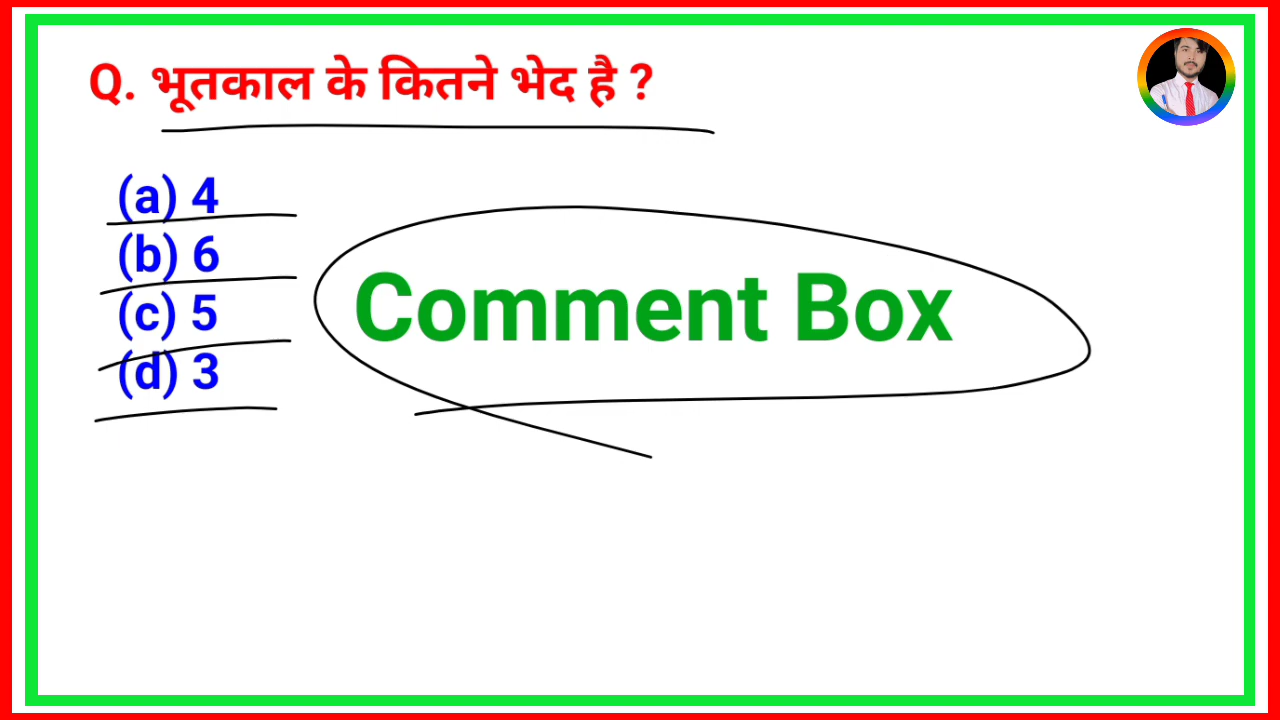 Q. भूतकाल के कितने भेद है ?
(a) 4
(b) 6
(c) 5
(d) 3
Comment Box